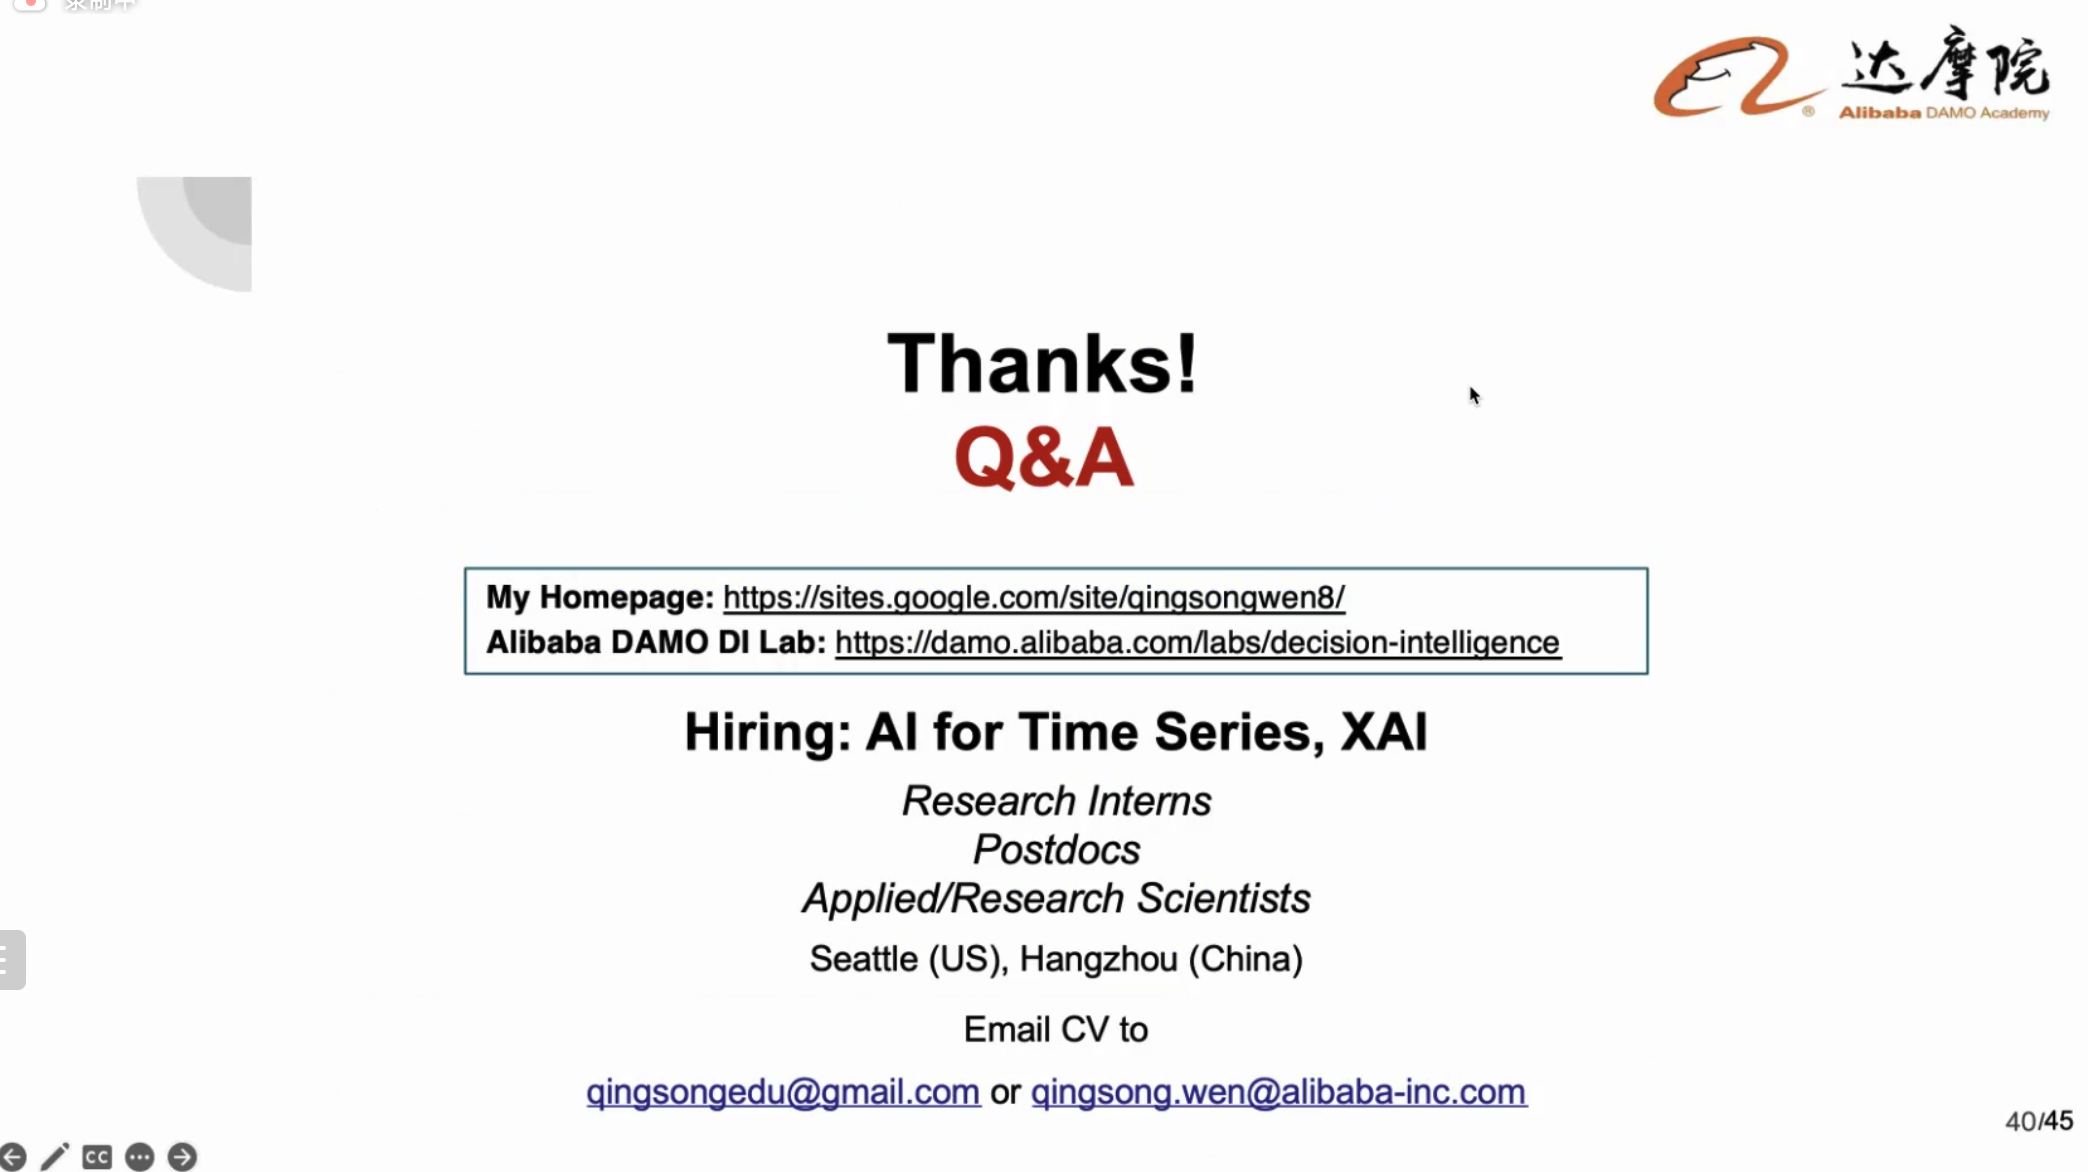 达摩院
Alibaba DAMO Academy
Thanks!
Q&A
My Homepage: https://sites.google.com/site/qingsongwen8/
Alibaba DAMO DI Lab: https://damo.alibaba.com/labs/decision-intelligence
Hiring: AI for Time Series, XAI
Research Interns
Postdocs
Applied/Research Scientists
Seattle (US), Hangzhou (China)
Email CV to
qingsongedu@gmail.com or qingsong.wen@alibaba-inc.com
40/45
CC